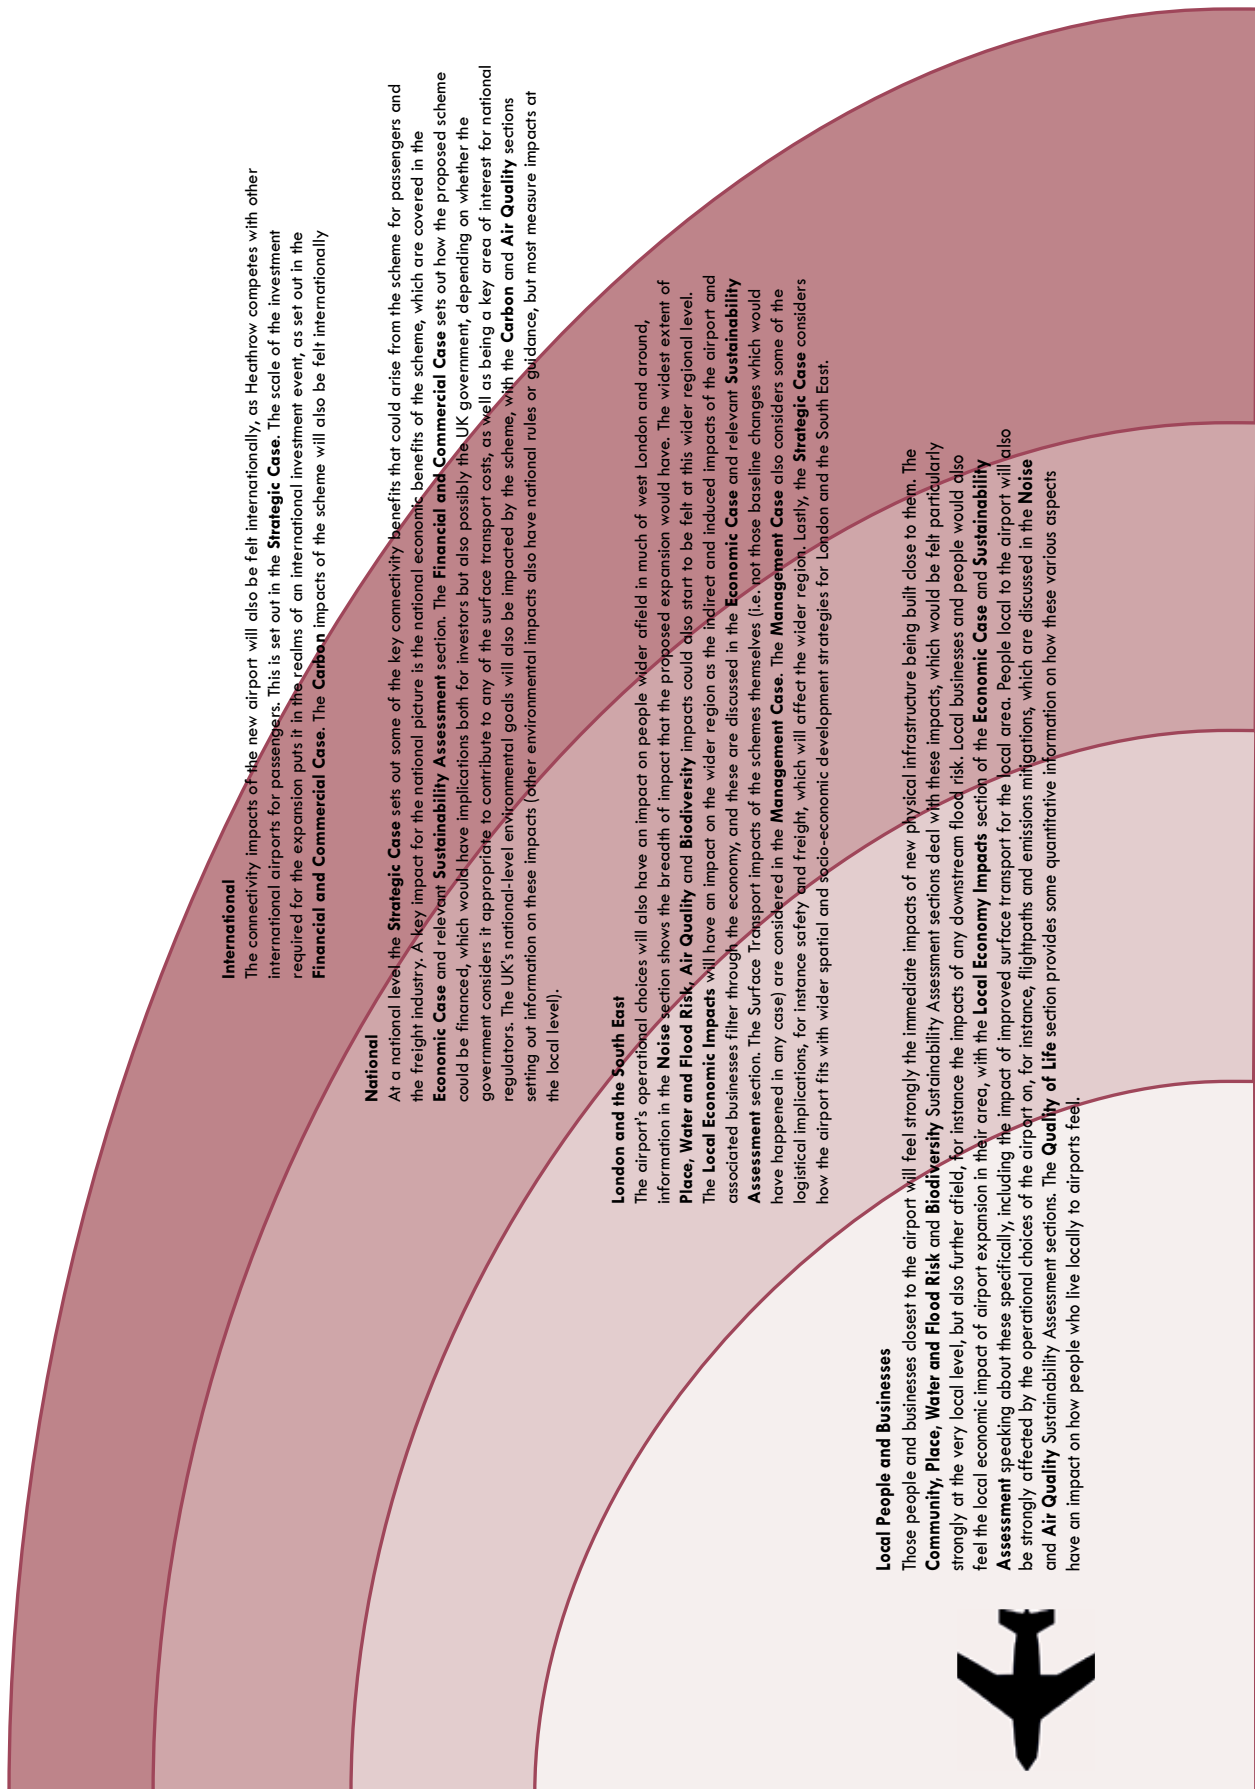 International
The connectivity impacts of the new airport will also be felt internationally, as Heathrow competes with other
international airports for passengers. This is set out in the Strategic Case. The scale of the investment
required for the expansion puts it in the realms of an international investment event, as set out in the
Financial and Commercial Case. The Carbon impacts of the scheme will also be felt internationally
National
At a national level the Strategic Case sets out some of the key connectivity benefits that could arise from the scheme for passengers and
the freight industry. A key impact for the national picture is the national economic benefits of the scheme, which are covered in the
Economic Case and relevant Sustainability Assessment section. The Financial and Commercial Case sets out how the proposed scheme
could be financed, which would have implications both for investors but also possibly the UK government, depending on whether the
government considers it appropriate to contribute to any of the surface transport costs, as well as being a key area of interest for national
regulators. The UK's national-level environmental goals will also be impacted by the scheme, with the Carbon and Air Quality sections
setting out information on these impacts (other environmental impacts also have national rules or guidance, but most measure impacts at
the local level).
London and the South East
The airport's operational choices will also have an impact on people wider afield in much of west London and around,
information in the Noise section shows the breadth of impact that the proposed expansion would have. The widest extent of
Place, Water and Flood Risk, Air Quality and Biodiversity impacts could also start to be felt at this wider regional level.
The Local Economic Impacts will have an impact on the wider region as the indirect and induced impacts of the airport and
associated businesses filter through the economy, and these are discussed in the Economic Case and relevant Sustainability
Assessment section. The Surface Transport impacts of the schemes themselves (i.e. not those baseline changes which would
have happened in any case) are considered in the Management Case. The Management Case also considers some of the
logistical implications, for instance safety and freight, which will affect the wider region. Lastly, the Strategic Case considers
how the airport fits with wider spatial and socio-economic development strategies for London and the South East.
Local People and Businesses
Those people and businesses closest to the airport will feel strongly the immediate impacts of new physical infrastructure being built close to them. The
Community, Place, Water and Flood Risk and Biodiversity Sustainability Assessment sections deal with these impacts, which would be felt particularly
strongly at the very local level, but also further afield, for instance the impacts of any downstream flood risk. Local businesses and people would also
feel the local economic impact of airport expansion in their area, with the Local Economy Impacts section of the Economic Case and Sustainability
Assessment speaking about these specifically, including the impact of improved surface transport for the local area. People local to the airport will also
be strongly affected by the operational choices of the airport on, for instance, flightpaths and emissions mitigations, which are discussed in the Noise
and Air Quality Sustainability Assessment sections. The Quality of Life section provides some quantitative information on how these various aspects
have an impact on how people who live locally to airports feel.